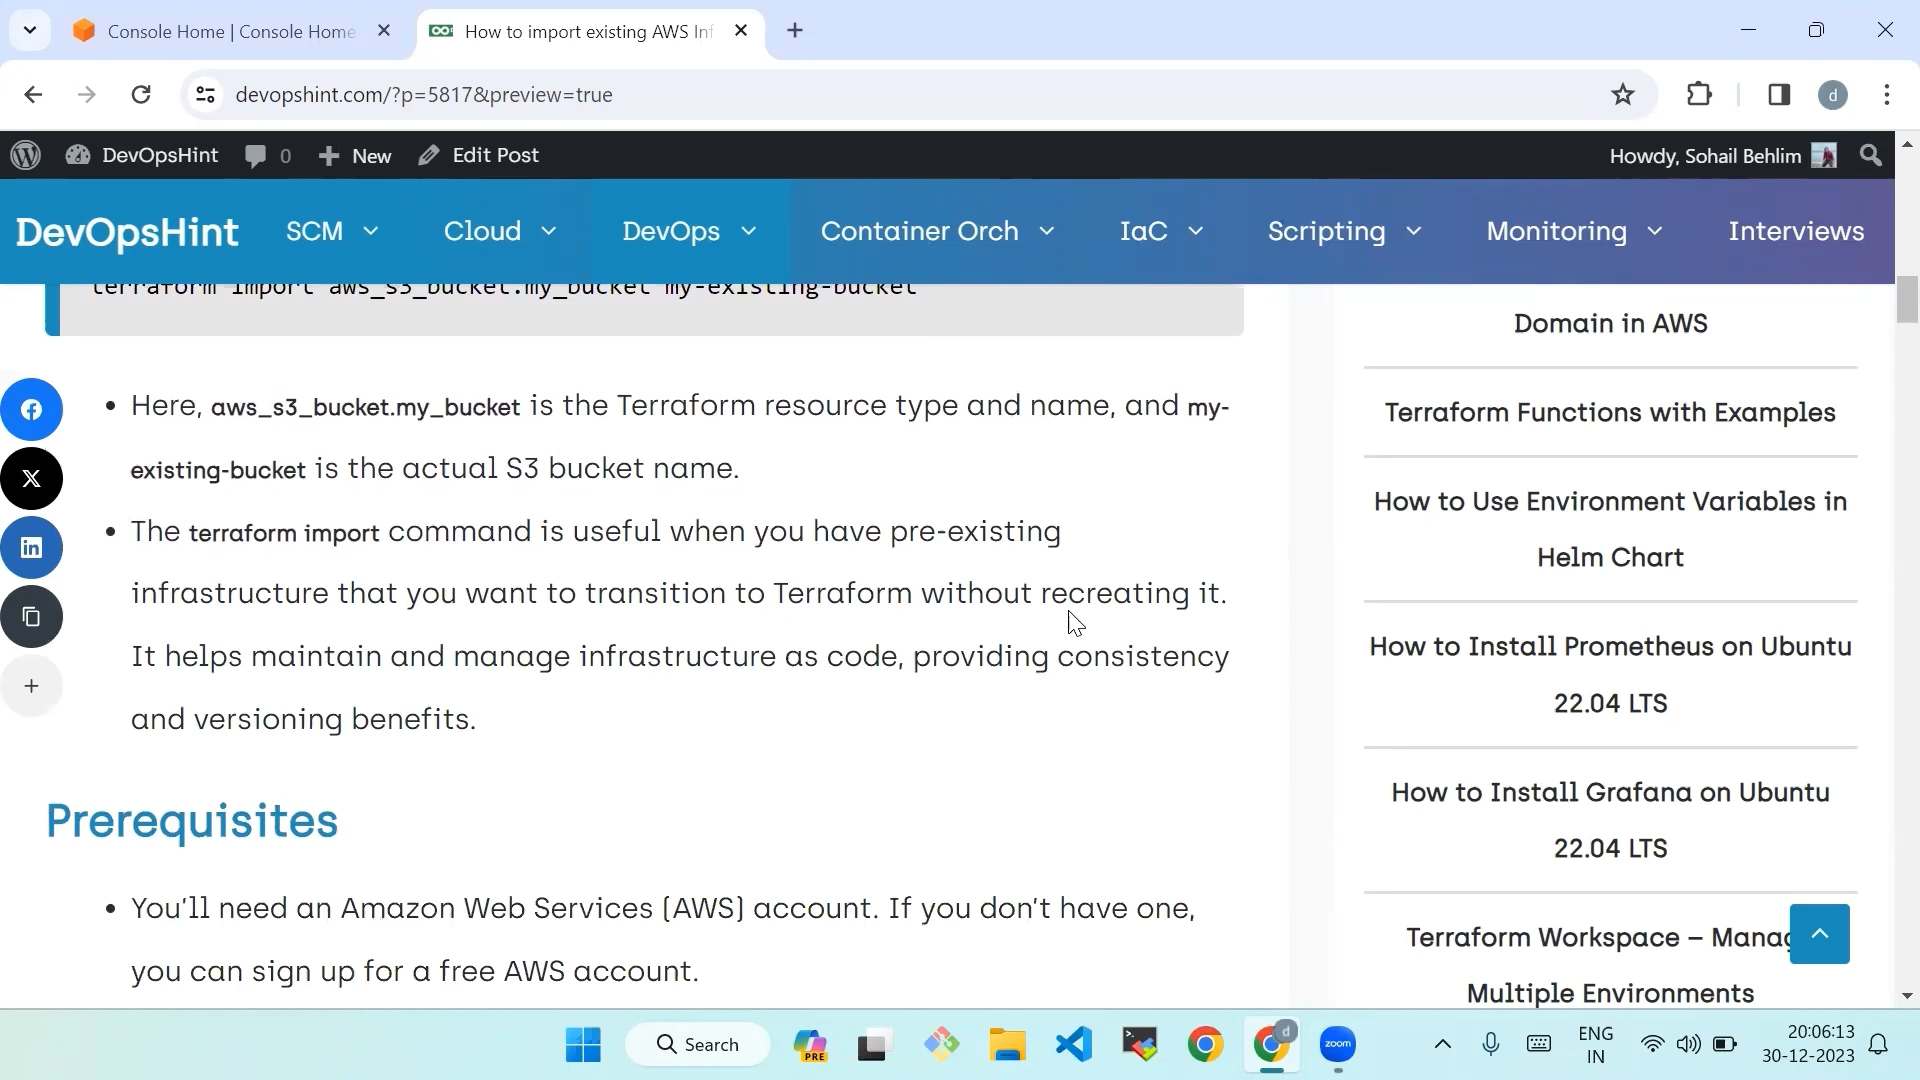 Console Home | Console Home
How to import existing AWS Inf
devopshint.com/?p=5817&preview=true
d
DevOpsHint
0
New
Edit Post
Howdy, Sohail Behlim
DevOpsHint
SCM
Cloud
DevOps
Container Orch
IaC
Scripting
Monitoring
Interviews
terraform import aws_s3_bucket.my_bucket my-existing-bucket
Here, aws_s3_bucket.my_bucket is the Terraform resource type and name, and my-
existing-bucket is the actual S3 bucket name.
The terraform import command is useful when you have pre-existing
infrastructure that you want to transition to Terraform without recreating it.
It helps maintain and manage infrastructure as code, providing consistency
and versioning benefits.
Prerequisites
You’ll need an Amazon Web Services (AWS) account. If you don’t have one,
you can sign up for a free AWS account.
Domain in AWS
Terraform Functions with Examples
How to Use Environment Variables in
Helm Chart
How to Install Prometheus on Ubuntu
22.04 LTS
How to Install Grafana on Ubuntu
22.04 LTS
Terraform Workspace – Manag
Multiple Environments
Search
PRE
d
zoom
ENG
IN
20:06:13
30-12-2023